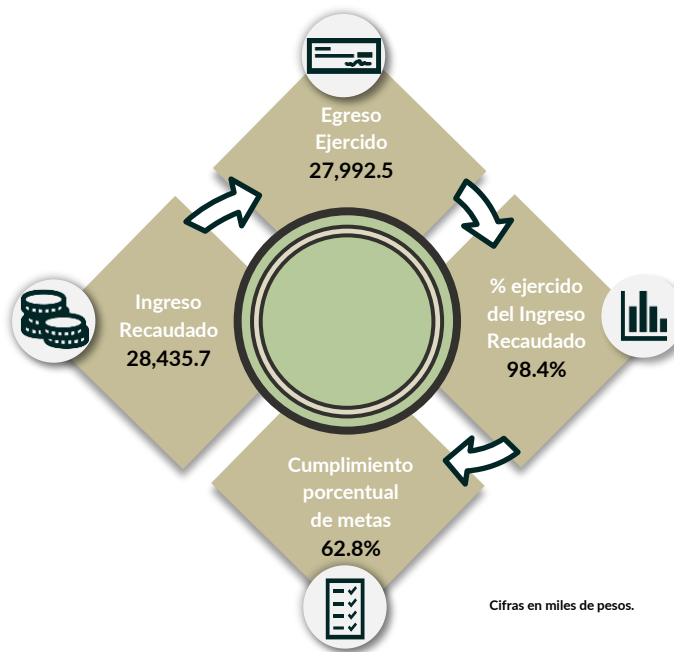 Egreso
Ejercido
27,992.5
Ingreso
Recaudado
28,435.7
% ejercido
del Ingreso
Recaudado
98.4%
Cumplimiento
porcentual
de metas
62.8%
Cifras en miles de pesos.